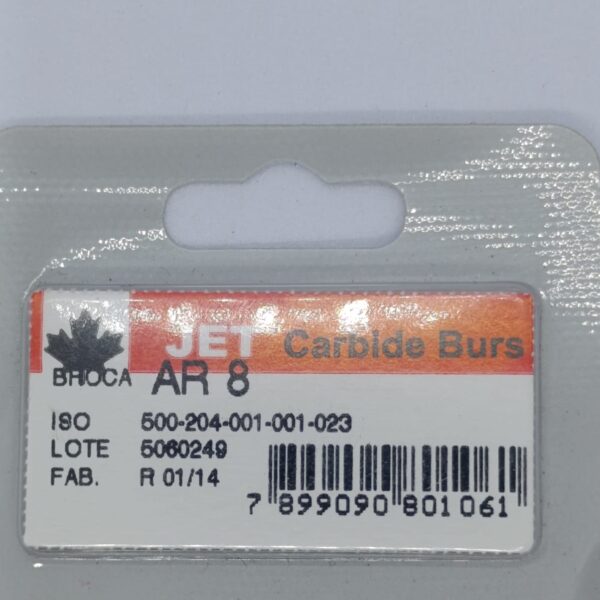 JET Carbide Burs
BROCA AR 8
ISO 500-204-001-001-023
LOTE 5060249
FAB. R 01/14
7 899090 801061